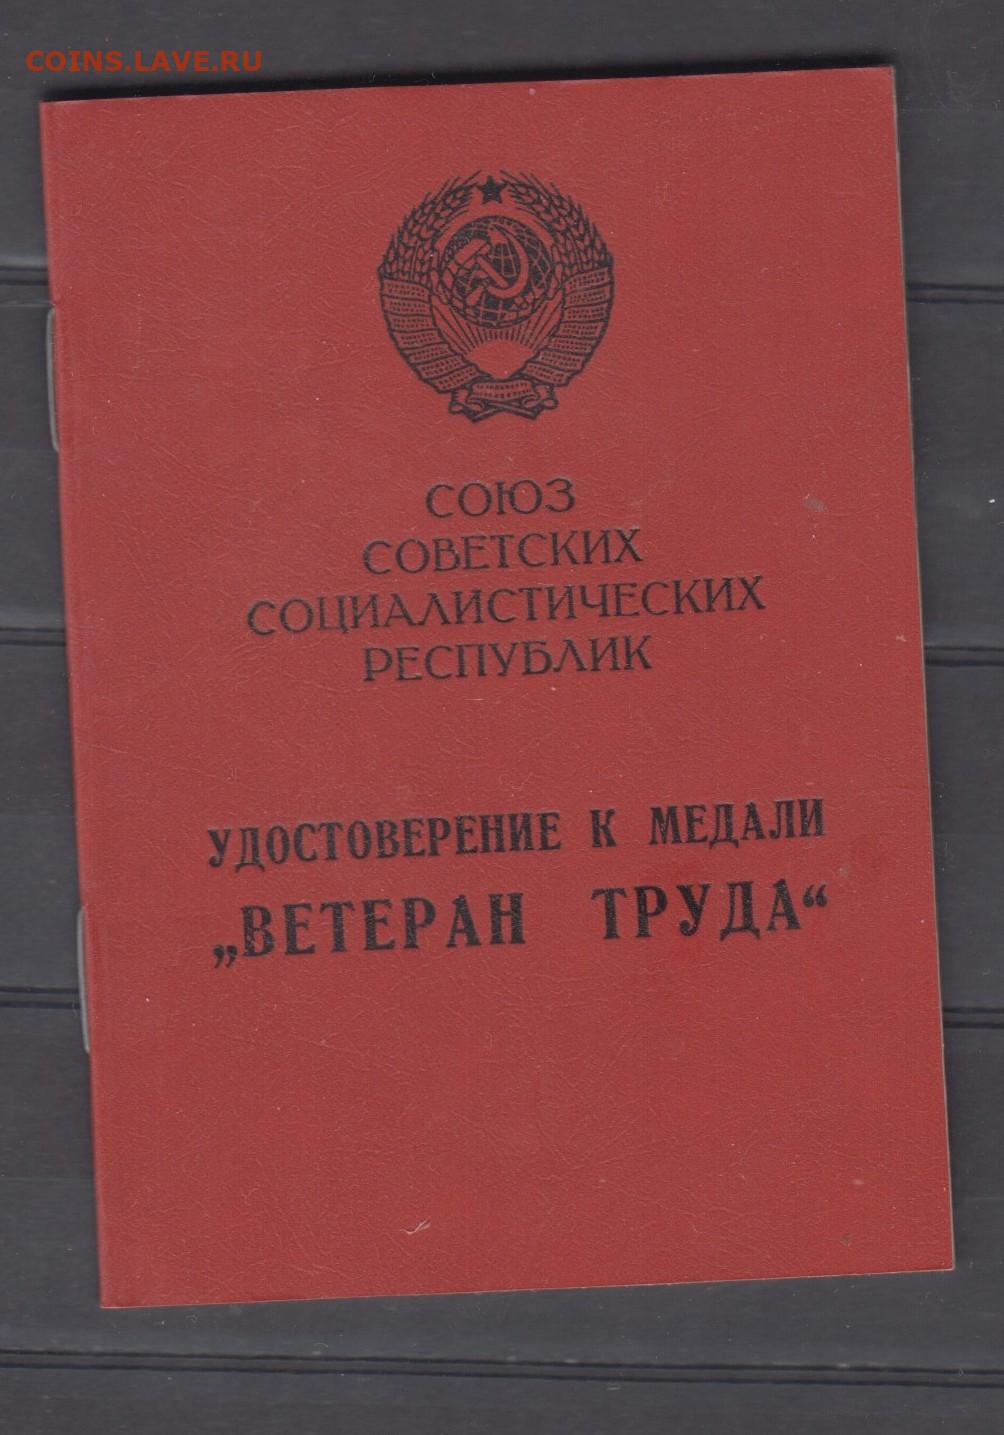 COINS.LAVE.RU
СОЮЗ
СОВЕТСКИХ
СОЦИАЛИСТИЧЕСКИХ
РЕСПУБЛИК
УДОСТОВЕРЕНИЕ К МЕДАЛИ
„ВЕТЕРАН ТРУДА“